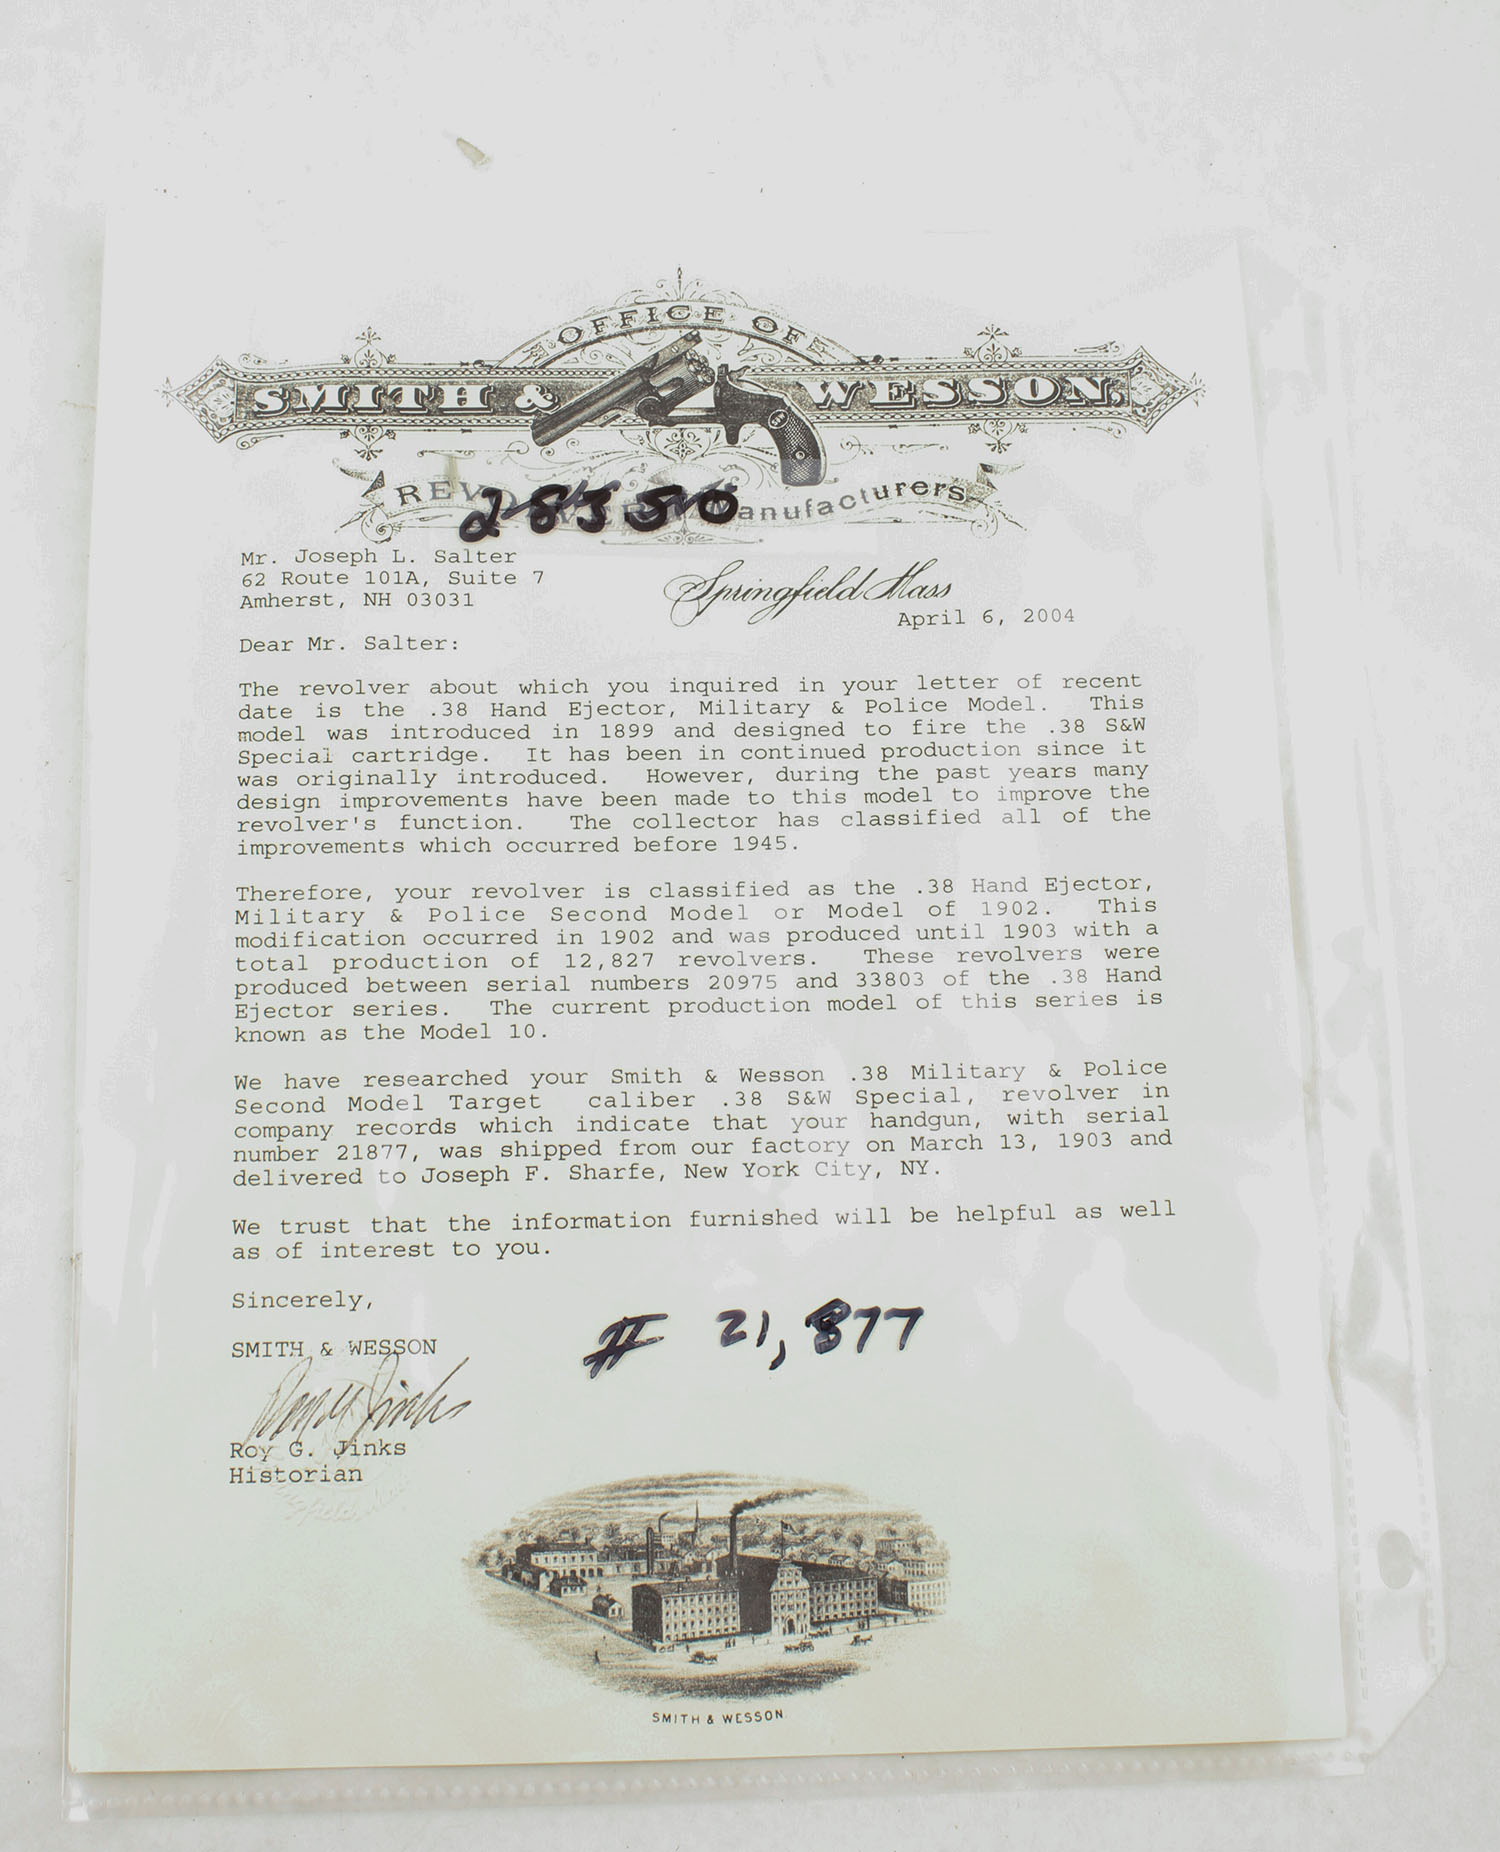 OFFICE OF
SMITH & WESSON.
REVOLVER Manufacturers
28350
Mr. Joseph L. Salter
62 Route 101A, Suite 7
Amherst, NH 03031
Springfield Mass
April 6, 2004
Dear Mr. Salter:
The revolver about which you inquired in your letter of recent
date is the .38 Hand Ejector, Military & Police Model. This
model was introduced in 1899 and designed to fire the .38 S&W
Special cartridge. It has been in continued production since it
was originally introduced. However, during the past years many
design improvements have been made to this model to improve the
revolver's function. The collector has classified all of the
improvements which occurred before 1945.
Therefore, your revolver is classified as the .38 Hand Ejector,
Military & Police Second Model or Model of 1902. This
modification occurred in 1902 and was produced until 1903 with a
total production of 12,827 revolvers. These revolvers were
produced between serial numbers 20975 and 33803 of the .38 Hand
Ejector series. The current production model of this series is
known as the Model 10.
We have researched your Smith & Wesson .38 Military & Police
Second Model Target caliber .38 S&W Special, revolver in
company records which indicate that your handgun, with serial
number 21877, was shipped from our factory on March 13, 1903 and
delivered to Joseph F. Sharfe, New York City, NY.
We trust that the information furnished will be helpful as well
as of interest to you.
Sincerely,
# 21,877
SMITH & WESSON
Roy G. Jinks
Roy G. Jinks
Historian
SMITH & WESSON